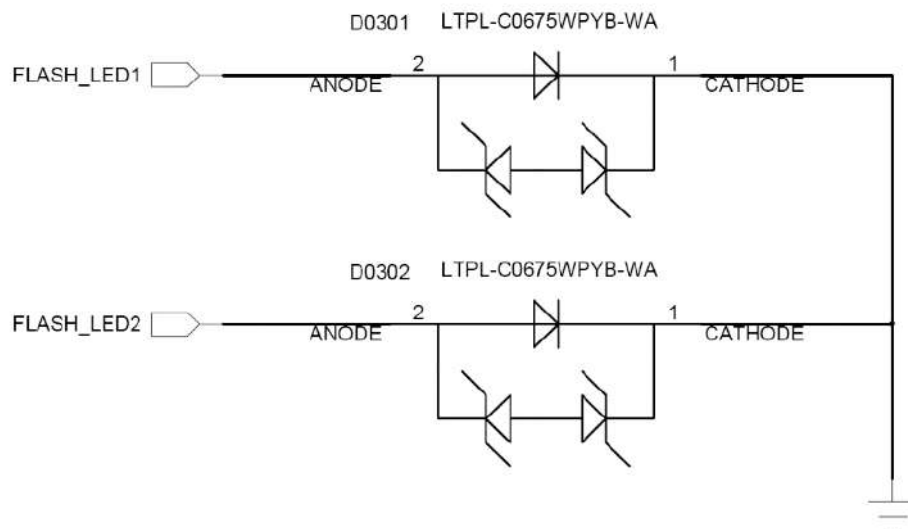 D0301 LTPL-C0675WPYB-WA
FLASH_LED1 ANODE 2 1 CATHODE
D0302 LTPL-C0675WPYB-WA
FLASH_LED2 ANODE 2 1 CATHODE